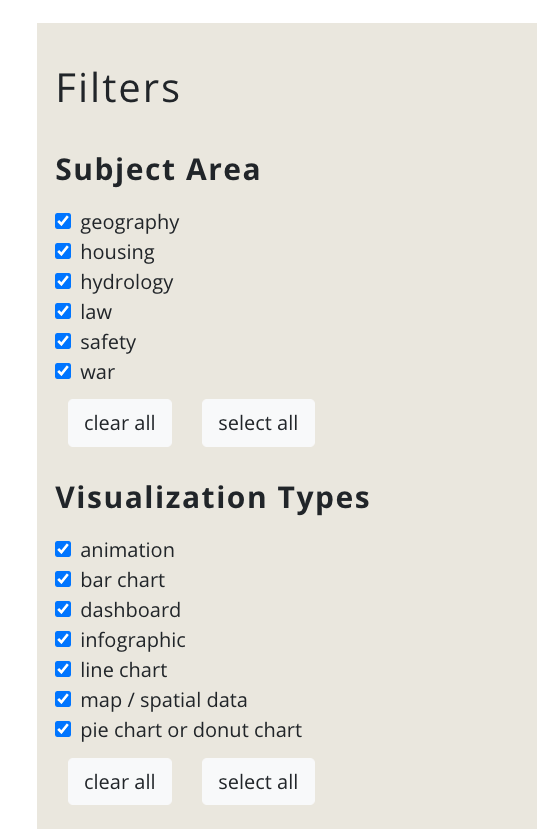 Filters
Subject Area
geography
housing
hydrology
law
safety
war
clear all select all
Visualization Types
animation
bar chart
dashboard
infographic
line chart
map / spatial data
pie chart or donut chart
clear all select all